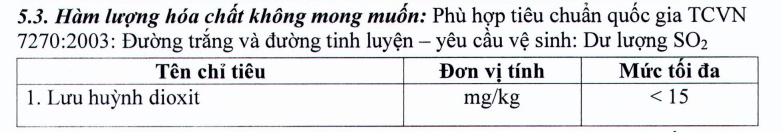 5.3. Hàm lượng hóa chất không mong muốn: Phù hợp tiêu chuẩn quốc gia TCVN
7270:2003: Đường trắng và đường tinh luyện – yêu cầu vệ sinh: Dư lượng SO₂
Tên chỉ tiêu Đơn vị tính Mức tối đa
1. Lưu huỳnh dioxit mg/kg < 15